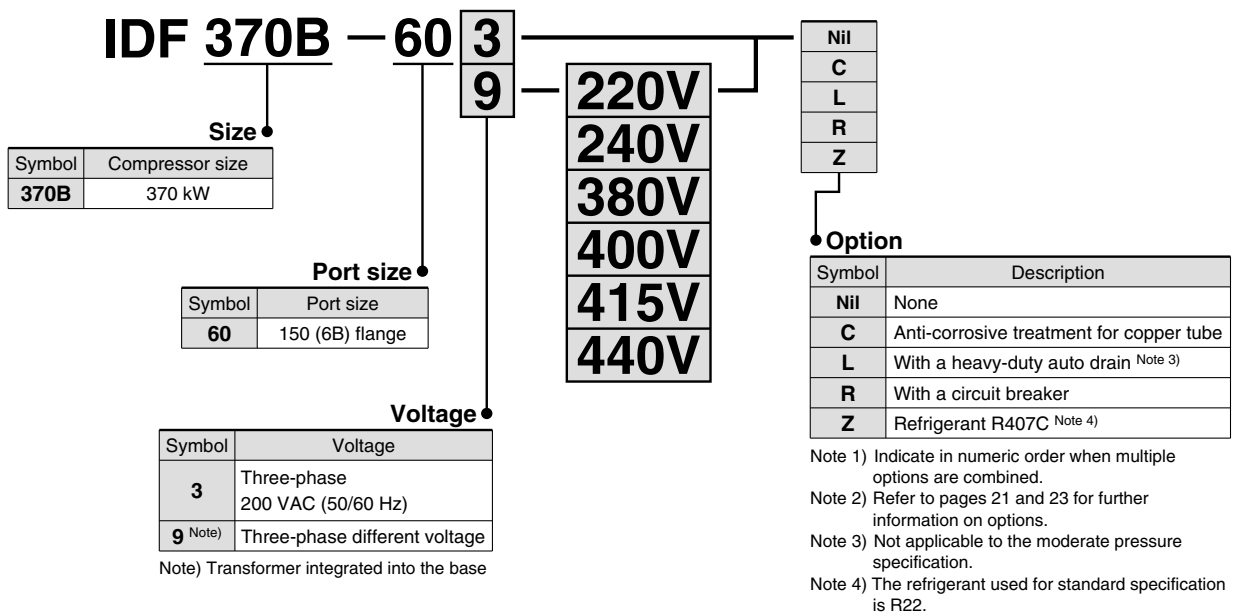 IDF 370B — 60 3
9 — 220V
240V
380V
400V
415V
440V
Nil
C
L
R
Z
Size
Symbol Compressor size
370B 370 kW
Port size
Symbol Port size
60 150 (6B) flange
Voltage
Symbol Voltage
3 Three-phase
200 VAC (50/60 Hz)
9 Note) Three-phase different voltage
Note) Transformer integrated into the base
Option
Symbol Description
Nil None
C Anti-corrosive treatment for copper tube
L With a heavy-duty auto drain Note 3)
R With a circuit breaker
Z Refrigerant R407C Note 4)
Note 1) Indicate in numeric order when multiple
options are combined.
Note 2) Refer to pages 21 and 23 for further
information on options.
Note 3) Not applicable to the moderate pressure
specification.
Note 4) The refrigerant used for standard specification
is R22.